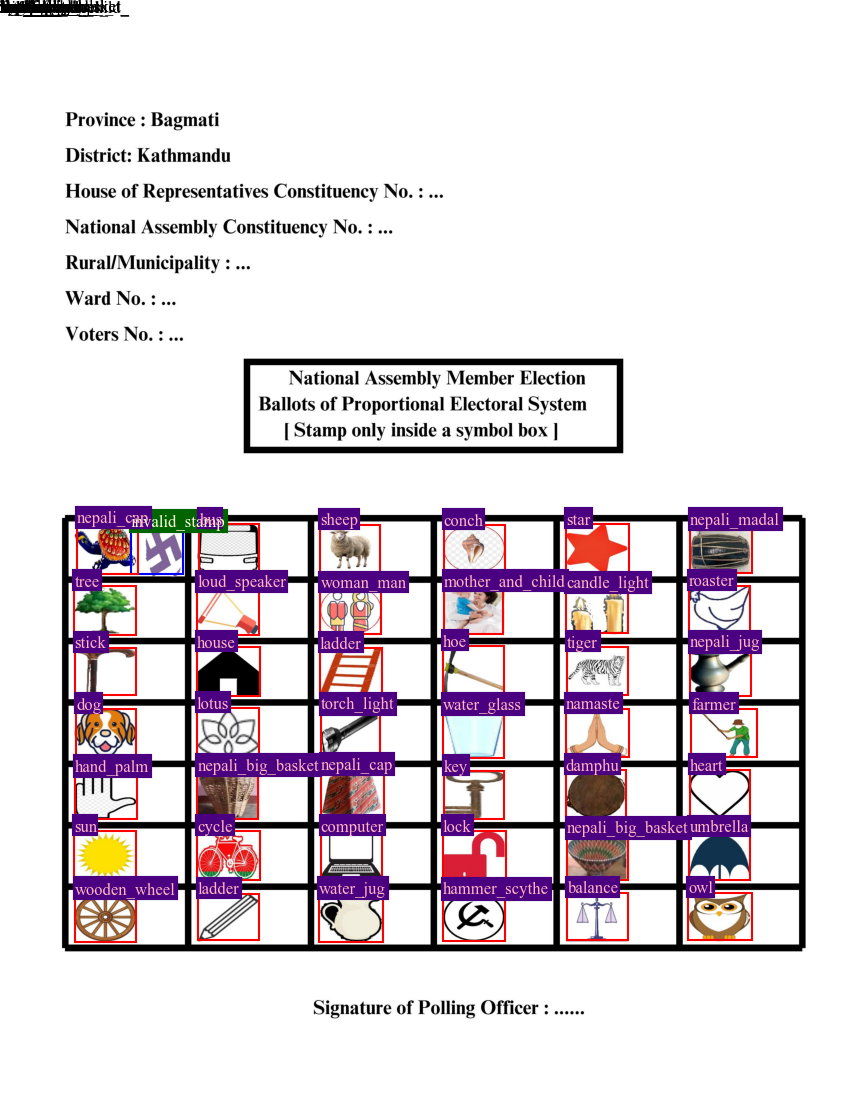 Province : Bagmati
District: Kathmandu
House of Representatives Constituency No. : ...
National Assembly Constituency No. : ...
Rural/Municipality : ...
Ward No. : ...
Voters No. : ...
National Assembly Member Election
Ballots of Proportional Electoral System
[ Stamp only inside a symbol box ]
nepali_cap invalid_stamp bus sheep conch star nepali_madal
tree loud_speaker woman_man mother_and_child candle_light roaster
stick house ladder hoe tiger nepali_jug
dog lotus torch_light water_glass namaste farmer
hand_palm nepali_big_basket nepali_cap key damphu heart
sun cycle computer lock nepali_big_basket umbrella
wooden_wheel ladder water_jug hammer_scythe balance owl
Signature of Polling Officer : ......